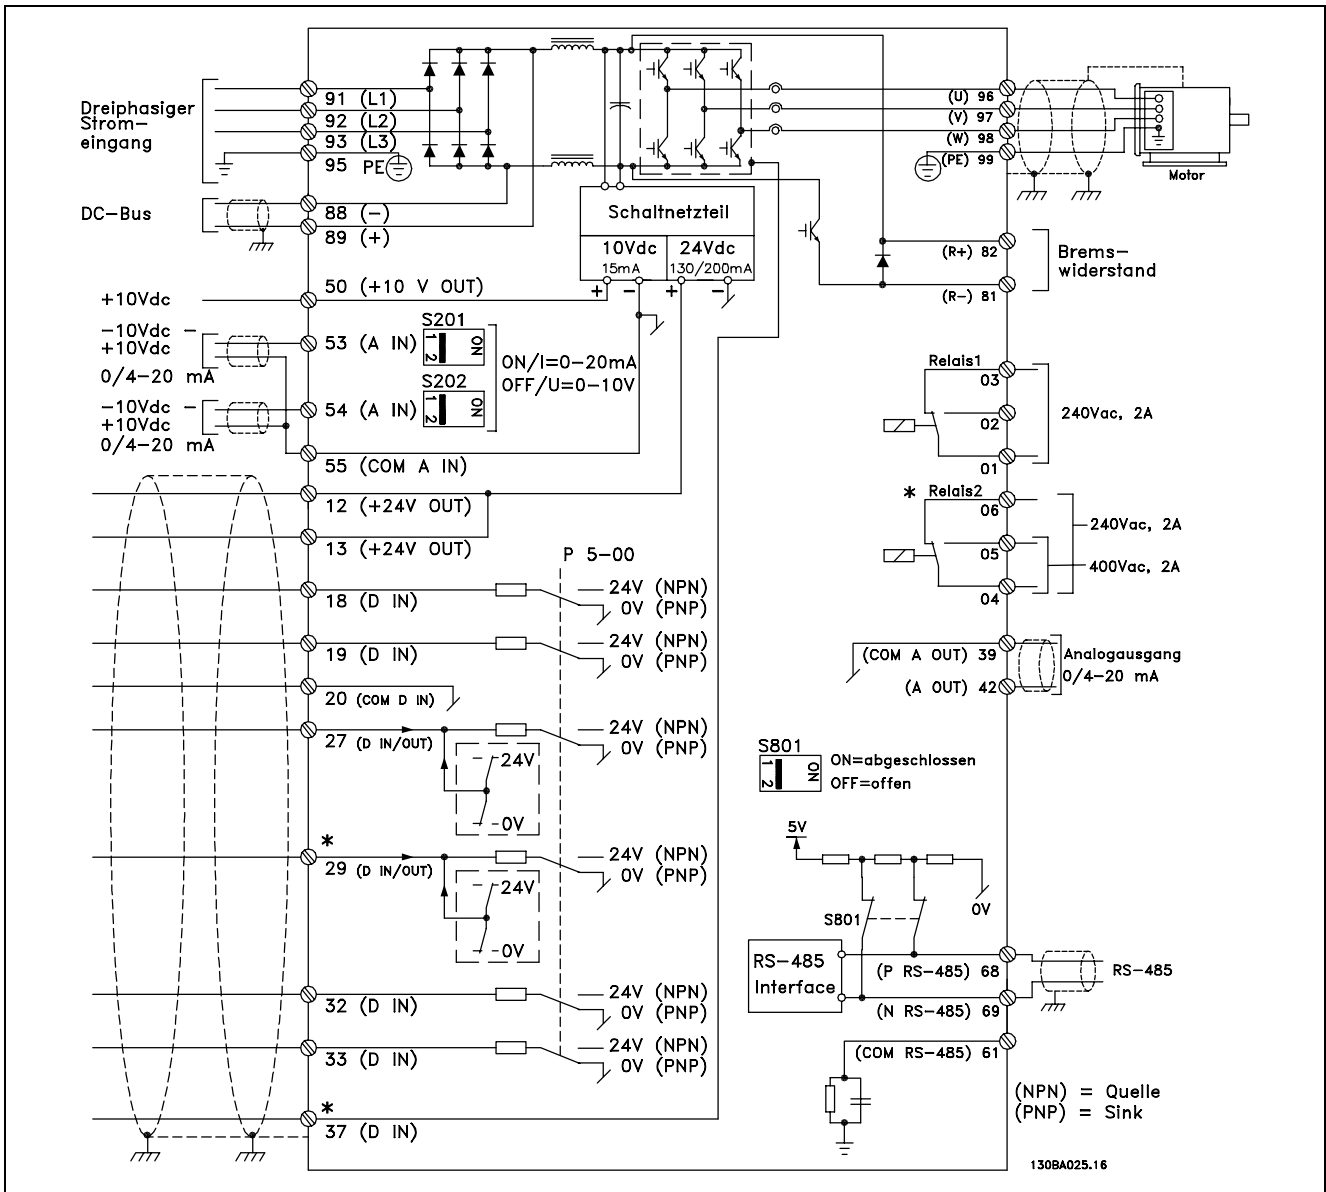 Dreiphasiger
Strom-
eingang
91 (L1)
92 (L2)
93 (L3)
95 PE
DC-Bus
88 (-)
89 (+)
Schaltnetzteil
10Vdc
15mA
24Vdc
130/200mA
+ - + -
(U) 96
(V) 97
(W) 98
(PE) 99
Motor
(R+) 82
(R-) 81
Brems-
widerstand
+10Vdc
50 (+10 V OUT)
-10Vdc -
+10Vdc
0/4-20 mA
53 (A IN)
S201
1 2
ON
ON/I=0-20mA
OFF/U=0-10V
S202
1 2
ON
-10Vdc -
+10Vdc
0/4-20 mA
54 (A IN)
55 (COM A IN)
12 (+24V OUT)
13 (+24V OUT)
P 5-00
18 (D IN)
24V (NPN)
0V (PNP)
19 (D IN)
24V (NPN)
0V (PNP)
20 (COM D IN)
27 (D IN/OUT)
24V (NPN)
0V (PNP)
24V
0V
*
29 (D IN/OUT)
24V (NPN)
0V (PNP)
24V
0V
32 (D IN)
24V (NPN)
0V (PNP)
33 (D IN)
24V (NPN)
0V (PNP)
*
37 (D IN)
Relais1
03
02
01
240Vac, 2A
* Relais2
06
05
04
240Vac, 2A
400Vac, 2A
(COM A OUT) 39
(A OUT) 42
Analogausgang
0/4-20 mA
S801
1 2
ON
ON=abgeschlossen
OFF=offen
5V
0V
S801
RS-485
Interface
(P RS-485) 68
(N RS-485) 69
(COM RS-485) 61
RS-485
(NPN) = Quelle
(PNP) = Sink
130BA025.16